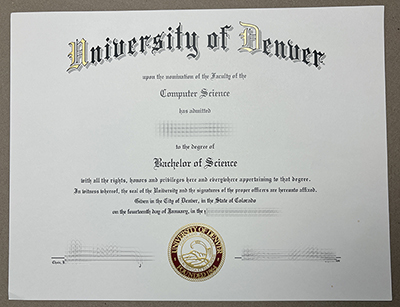 University of Denver
upon the nomination of the Faculty of the
Computer Science
has admitted
to the degree of
Bachelor of Science
with all the rights, honors and privileges here and everywhere appertaining to that degree.
In witness whereof, the seal of the University and the signatures of the proper officers are hereunto affixed.
Given in the City of Denver, in the State of Colorado
on the fourteenth day of January, in the
UNIVERSITY OF DENVER
FOUNDED 1864